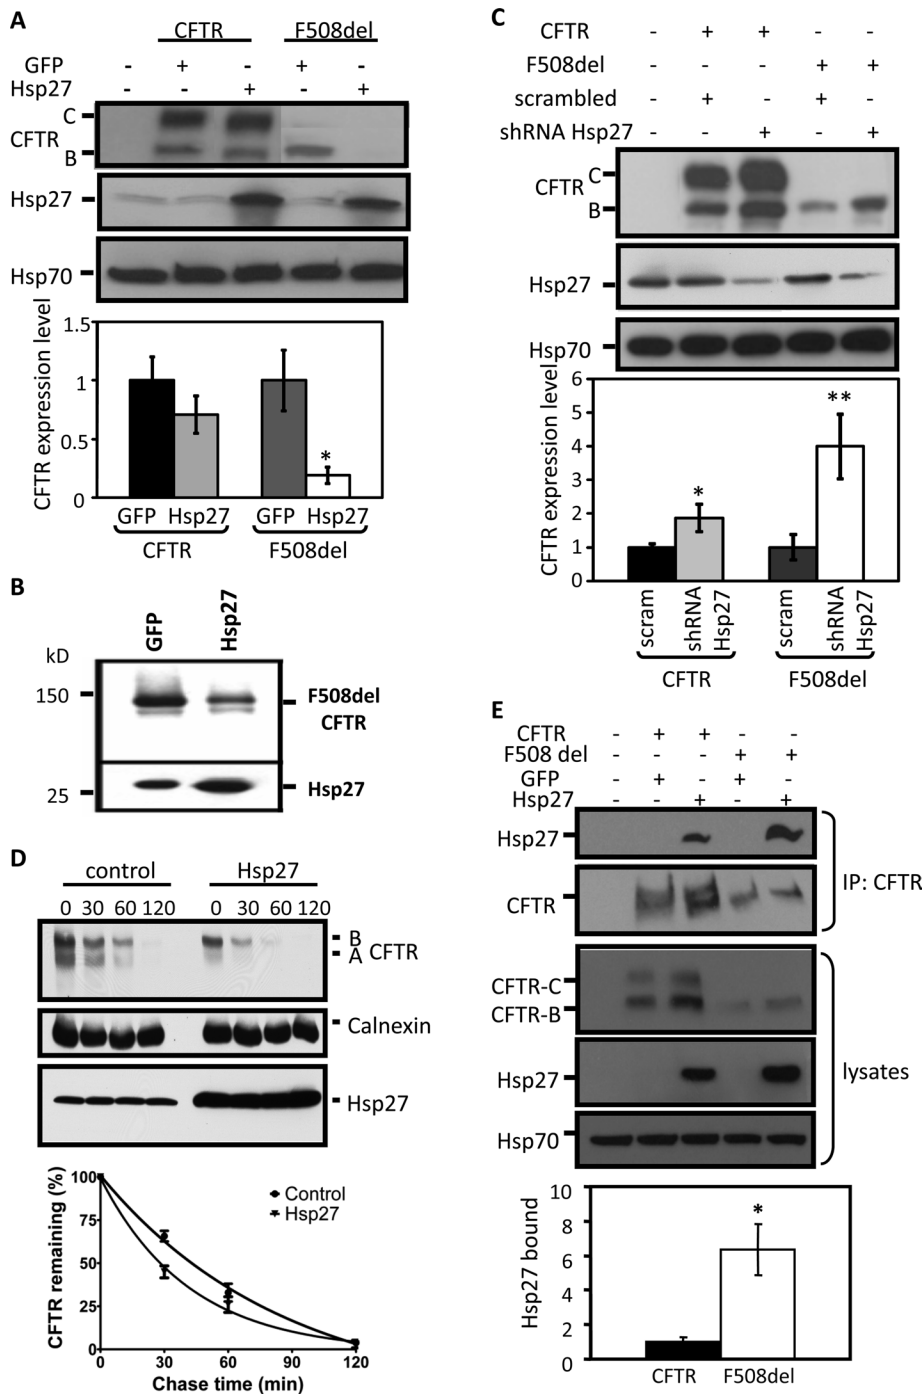 A
CFTR F508del
GFP - + - + -
Hsp27 - - + - +
C
CFTR
B
Hsp27
Hsp70
CFTR expression level
1.5
1
0.5
0
GFP Hsp27 GFP Hsp27
*
CFTR F508del
B
GFP Hsp27
kD
150
F508del
CFTR
25
Hsp27
C
CFTR - + + - -
F508del - - - + +
scrambled - + - + -
shRNA Hsp27 - - + - +
C
CFTR
B
Hsp27
Hsp70
CFTR expression level
6
5
4
2
1
0
* **
scram shRNA Hsp27 scram shRNA Hsp27
CFTR F508del
D
control Hsp27
0 30 60 120 0 30 60 120
B
A CFTR
Calnexin
Hsp27
CFTR remaining (%)
100
75
50
25
0
Control
Hsp27
0 30 60 90 120
Chase time (min)
E
CFTR - + + - -
F508 del - - - + +
GFP - + - + -
Hsp27 - - + - +
Hsp27
CFTR
IP: CFTR
CFTR-C
CFTR-B
Hsp27
Hsp70
lysates
Hsp27 bound
10
8
6
4
2
0
*
CFTR F508del